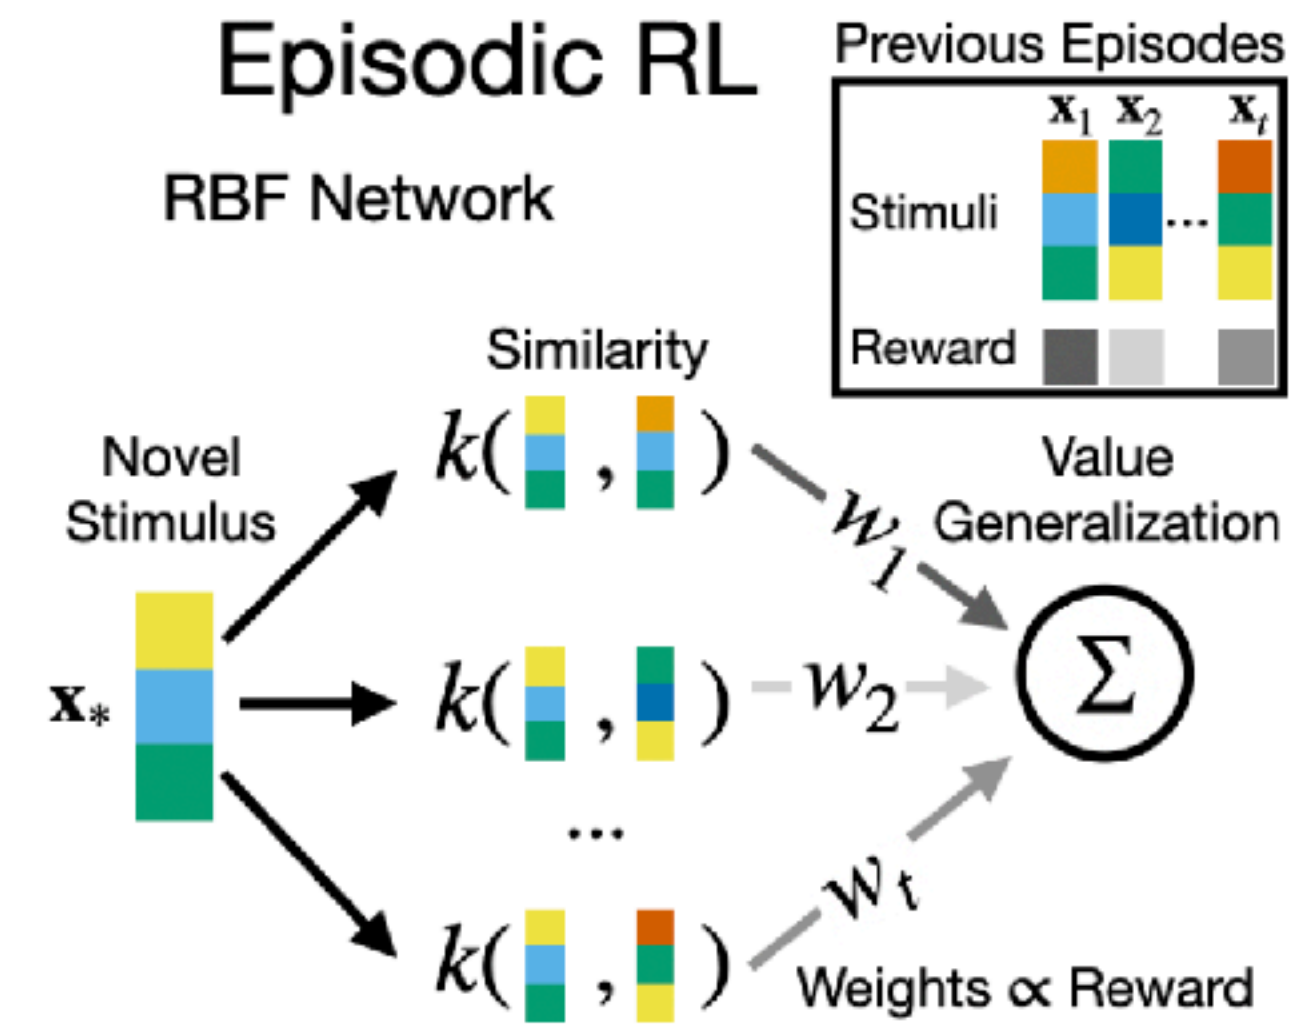 Episodic RL
RBF Network
Previous Episodes
x₁ x₂ xₜ
Stimuli ...
Reward
Similarity
Novel
Stimulus
x*
k( , )
k( , )
...
k( , )
w₁
w₂
wₜ
Value
Generalization
Σ
Weights ∝ Reward